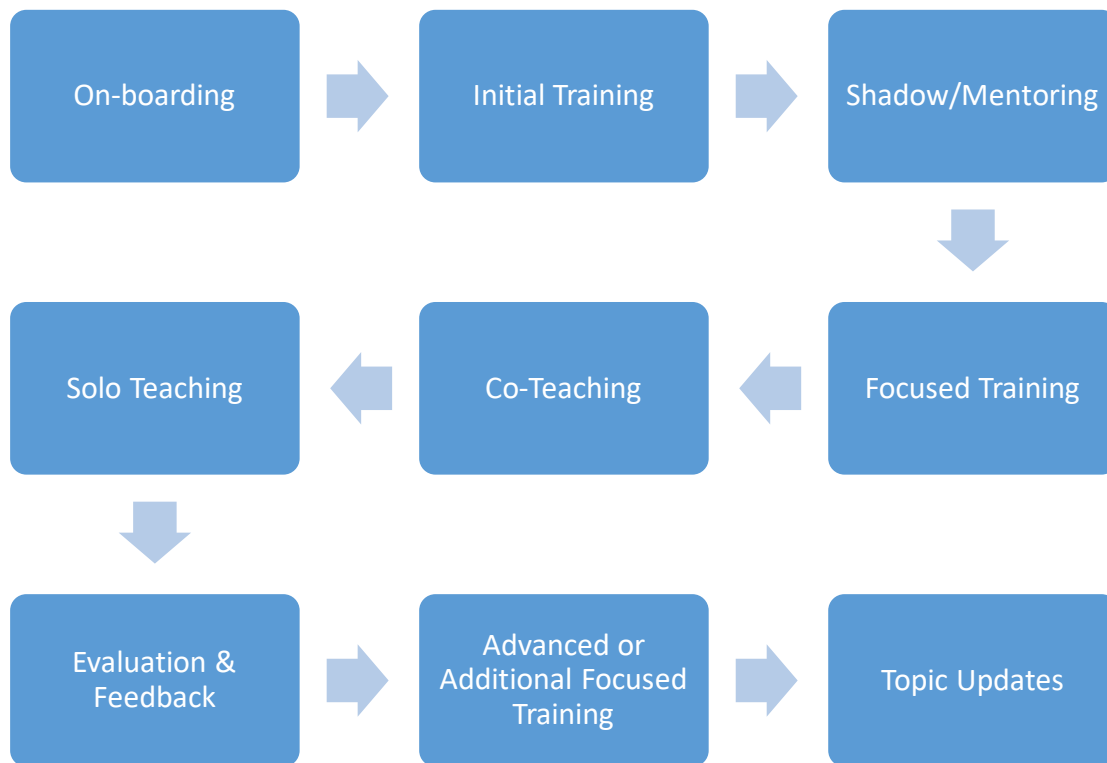 On-boarding
Initial Training
Shadow/Mentoring
Focused Training
Co-Teaching
Solo Teaching
Evaluation &
Feedback
Advanced or
Additional Focused
Training
Topic Updates